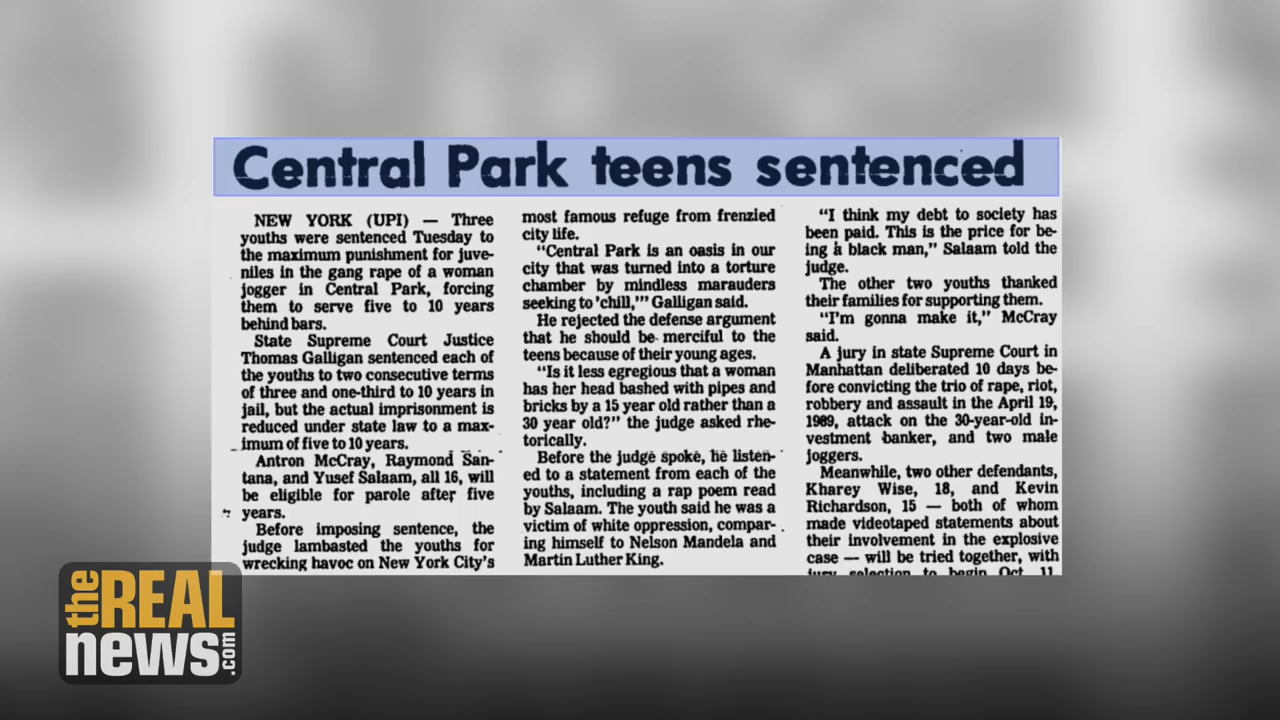 Central Park teens sentenced
NEW YORK (UPI) — Three
youths were sentenced Tuesday to
the maximum punishment for juve-
niles in the gang rape of a woman
jogger in Central Park, forcing
them to serve five to 10 years
behind bars.
State Supreme Court Justice
Thomas Galligan sentenced each of
the youths to two consecutive terms
of three and one-third to 10 years in
jail, but the actual imprisonment is
reduced under state law to a max-
imum of five to 10 years.
Antron McCray, Raymond San-
tana, and Yusef Salaam, all 16, will
be eligible for parole after five
years.
Before imposing sentence, the
judge lambasted the youths for
wrecking havoc on New York City's
most famous refuge from frenzied
city life.
"Central Park is an oasis in our
city that was turned into a torture
chamber by mindless marauders
seeking to 'chill,'" Galligan said.
He rejected the defense argument
that he should be merciful to the
teens because of their young ages.
"Is it less egregious that a woman
has her head bashed with pipes and
bricks by a 15 year old rather than a
30 year old?" the judge asked rhe-
torically.
Before the judge spoke, he listen-
ed to a statement from each of the
youths, including a rap poem read
by Salaam. The youth said he was a
victim of white oppression, compar-
ing himself to Nelson Mandela and
Martin Luther King.
"I think my debt to society has
been paid. This is the price for be-
ing a black man," Salaam told the
judge.
The other two youths thanked
their families for supporting them.
"I'm gonna make it," McCray
said.
A jury in state Supreme Court in
Manhattan deliberated 10 days be-
fore convicting the trio of rape, riot,
robbery and assault in the April 19,
1989, attack on the 30-year-old in-
vestment banker, and two male
joggers.
Meanwhile, two other defendants,
Kharey Wise, 18, and Kevin
Richardson, 15 — both of whom
made videotaped statements about
their involvement in the explosive
case — will be tried together, with
jury selection to begin Oct. 11.
the REAL
news.com